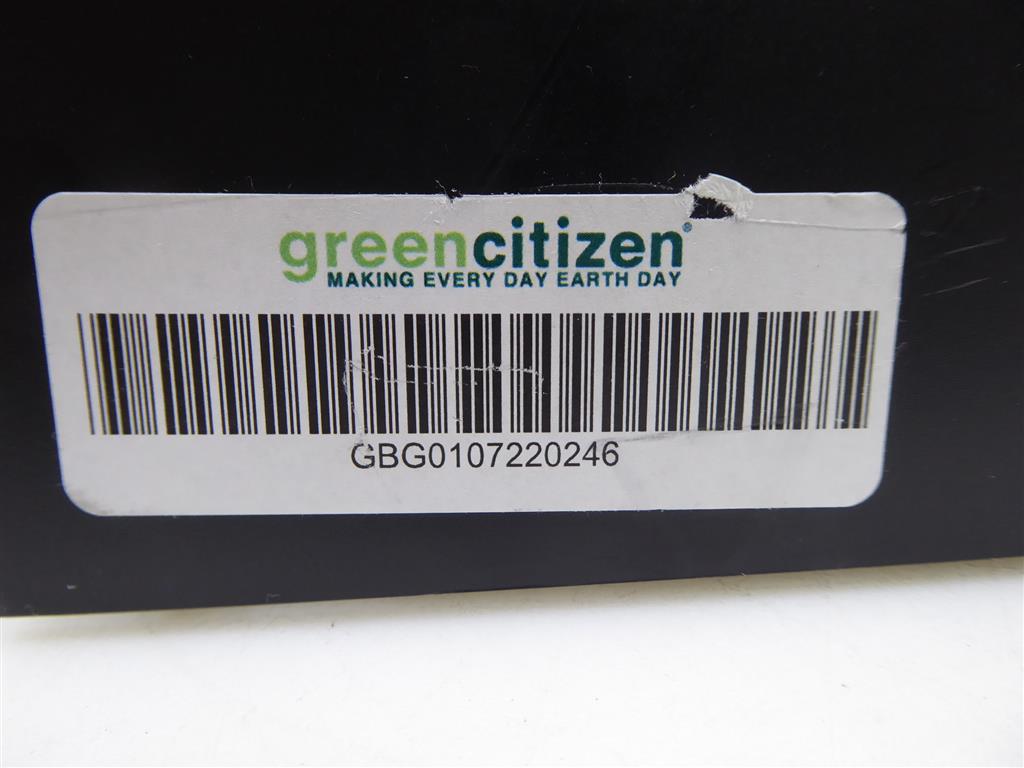 greencitizen®
MAKING EVERY DAY EARTH DAY
GBG0107220246